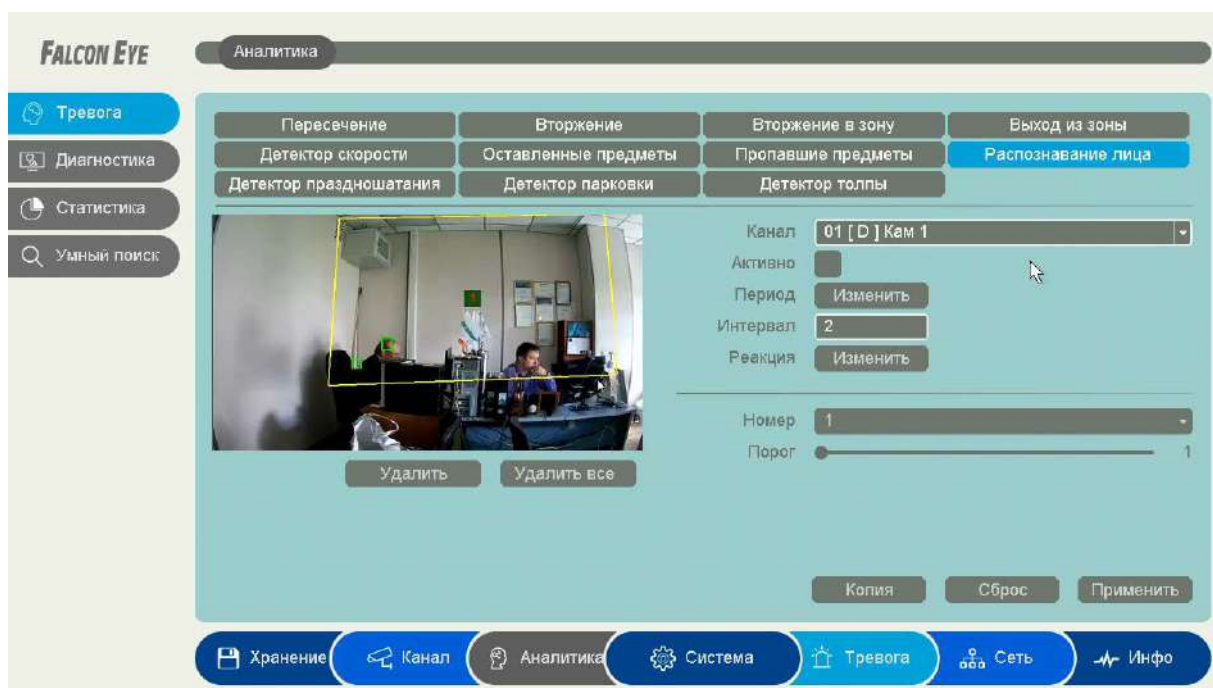 FALCON EYE
Аналитика
Тревога
Диагностика
Статистика
Умный поиск
Пересечение Вторжение Вторжение в зону Выход из зоны
Детектор скорости Оставленные предметы Пропавшие предметы Распознавание лица
Детектор праздношатания Детектор парковки Детектор толпы
Канал 01 [ D ] Кам 1
Активно
Период Изменить
Интервал 2
Реакция Изменить
Номер 1
Порог 1
Удалить Удалить все
Копия Сброс Применить
Хранение Канал Аналитика Система Тревога Сеть Инфо